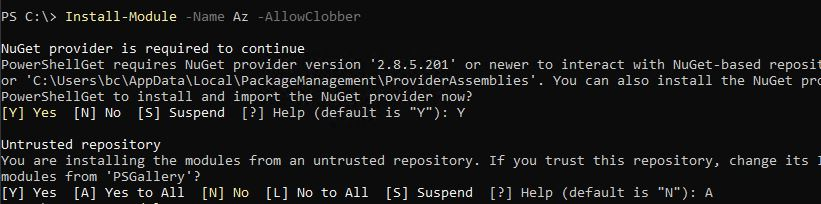 PS C:\> Install-Module -Name Az -AllowClobber
NuGet provider is required to continue
PowerShellGet requires NuGet provider version '2.8.5.201' or newer to interact with NuGet-based reposit
or 'C:\Users\bc\AppData\Local\PackageManagement\ProviderAssemblies'. You can also install the NuGet pro
PowerShellGet to install and import the NuGet provider now?
[Y] Yes  [N] No  [S] Suspend  [?] Help (default is "Y"): Y
Untrusted repository
You are installing the modules from an untrusted repository. If you trust this repository, change its I
modules from 'PSGallery'?
[Y] Yes  [A] Yes to All  [N] No  [L] No to All  [S] Suspend  [?] Help (default is "N"): A